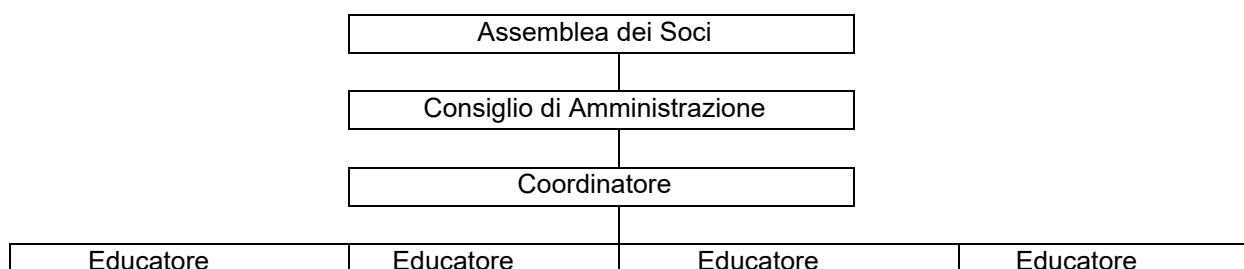 Assemblea dei Soci
Consiglio di Amministrazione
Coordinatore
Educatore Educatore Educatore Educatore